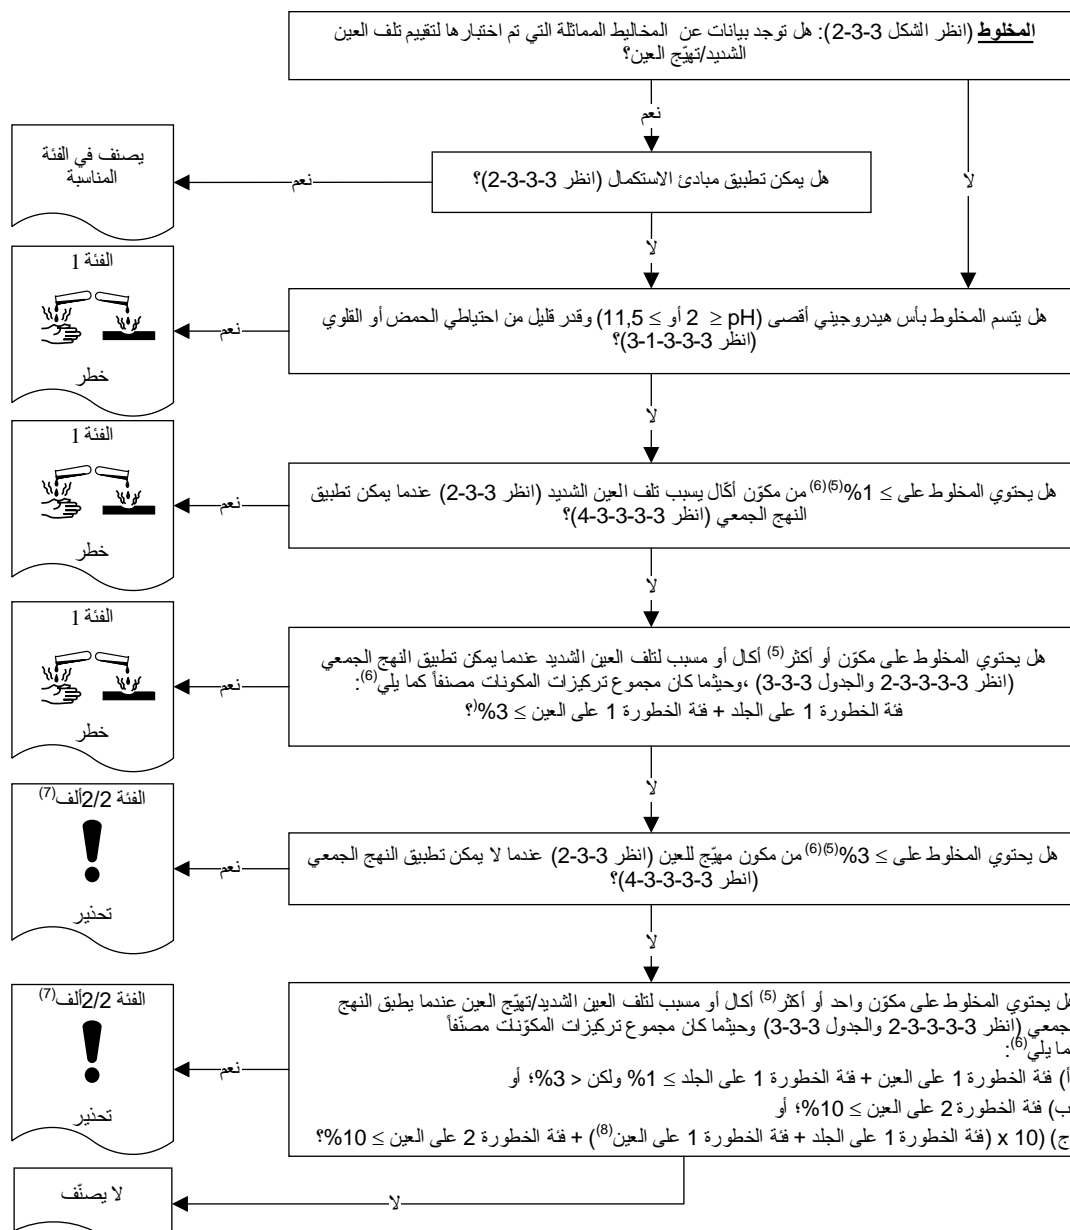 المخلوط (انظر الشكل 3-3-2): هل توجد بيانات عن المخاليط المماثلة التي تم اختبارها لتقييم تلف العين
الشديد/تهيّج العين؟
نعم
لا
هل يمكن تطبيق مبادئ الاستكمال (انظر 3-3-3-2)؟
نعم
يصنف في الفئة
المناسبة
لا
هل يتسم المخلوط بأس هيدروجيني أقصى (pH ≤ 2 أو ≥ 11,5) وقدر قليل من احتياطي الحمض أو القلوي
(انظر 3-3-3-1-3)؟
نعم
الفئة 1
خطر
لا
هل يحتوي المخلوط على ≥ 1%(5)(6) من مكوّن أكّال يسبب تلف العين الشديد (انظر 3-3-2) عندما يمكن تطبيق
النهج الجمعي (انظر 3-3-3-3-4)؟
نعم
الفئة 1
خطر
لا
هل يحتوي المخلوط على مكوّن أو أكثر(5) أكال أو مسبب لتلف العين الشديد عندما يمكن تطبيق النهج الجمعي
(انظر 3-3-3-3-2 والجدول 3-3-3) ،وحيثما كان مجموع تركيزات المكونات مصنفاً كما يلي(6):
فئة الخطورة 1 على الجلد + فئة الخطورة 1 على العين ≥ 3%(؟
نعم
الفئة 1
خطر
لا
هل يحتوي المخلوط على ≥ 3%(5)(6) من مكون مهيّج للعين (انظر 3-3-2) عندما لا يمكن تطبيق النهج الجمعي
(انطر 3-3-3-3-4)؟
نعم
الفئة 2/2ألف(7)
تحذير
لا
هل يحتوي المخلوط على مكوّن واحد أو أكثر(5) أكال أو مسبب لتلف العين الشديد/تهيّج العين عندما يطبق النهج
جمعي (انظر 3-3-3-3-2 والجدول 3-3-3) وحيثما كان مجموع تركيزات المكوّنات مصنّفاً
ما يلي(6):
أ) فئة الخطورة 1 على العين + فئة الخطورة 1 على الجلد ≥ 1% ولكن < 3%؛ أو
ب) فئة الخطورة 2 على العين ≥ 10%؛ أو
ج) (10 x (فئة الخطورة 1 على الجلد + فئة الخطورة 1 على العين(8)) + فئة الخطورة 2 على العين ≥ 10%؟
نعم
الفئة 2/2ألف(7)
تحذير
لا
لا يصنّف